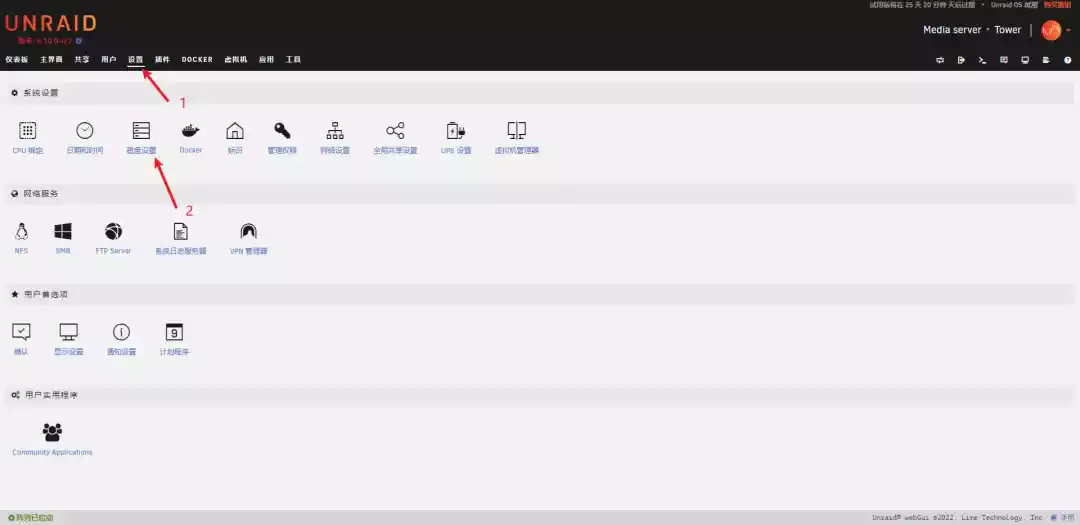 试用版将在 25 天 20 分钟 天后过期 • Unraid OS 试用 购买密钥
UNRAID
版本: 6.10.0-rc2
Media server • Tower
仪表板 主界面 共享 用户 设置 插件 DOCKER 虚拟机 应用 工具
1
系统设置
CPU 绑定 日期和时间 磁盘设置 Docker 标识 管理权限 网络设置 全局共享设置 UPS 设置 虚拟机管理器
2
网络服务
NFS SMB FTP Server 系统日志服务器 VPN 管理器
用户首选项
9
确认 显示设置 通知设置 计划程序
用户实用程序
Community Applications
阵列已启动
Unraid® webGui ©2022, Lime Technology, Inc. 手册